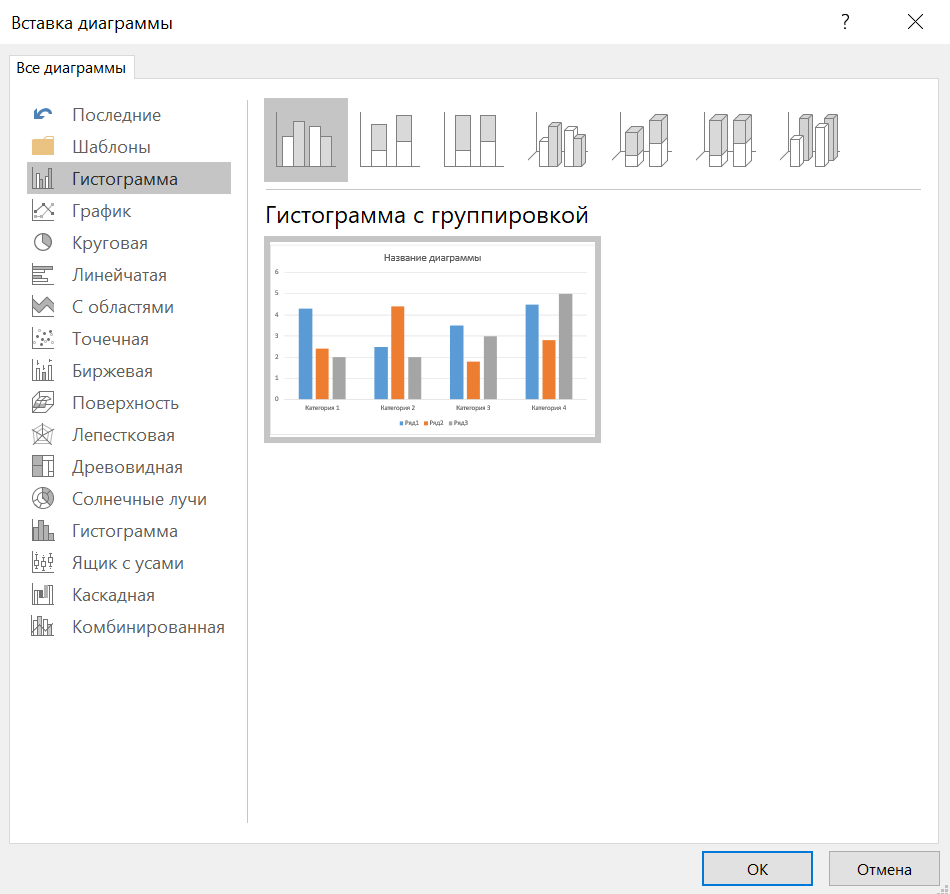 Вставка диаграммы
?
Все диаграммы
Последние
Шаблоны
Гистограмма
График
Круговая
Линейчатая
С областями
Точечная
Биржевая
Поверхность
Лепестковая
Древовидная
Солнечные лучи
Гистограмма
Ящик с усами
Каскадная
Комбинированная
Гистограмма с группировкой
Название диаграммы
6
5
4
3
2
1
0
Категория 1 Категория 2 Категория 3 Категория 4
Ряд1 Ряд2 Ряд3
ОК Отмена